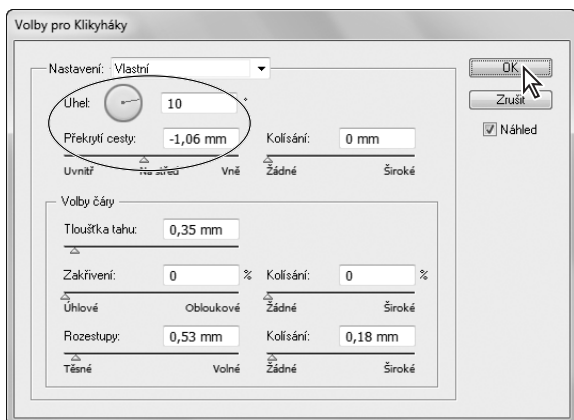 Volby pro Klikyháky
Nastavení: Vlastní
OK
Úhel: 10 °
Zrušit
Překrytí cesty: -1,06 mm Kolísání: 0 mm
Náhled
Uvnitř Na střed Vně Žádné Široké
Volby čáry
Tloušťka tahu: 0,35 mm
Zakřivení: 0 % Kolísání: 0 %
Úhlové Obloukové Žádné Široké
Rozestupy: 0,53 mm Kolísání: 0,18 mm
Těsné Volné Žádné Široké